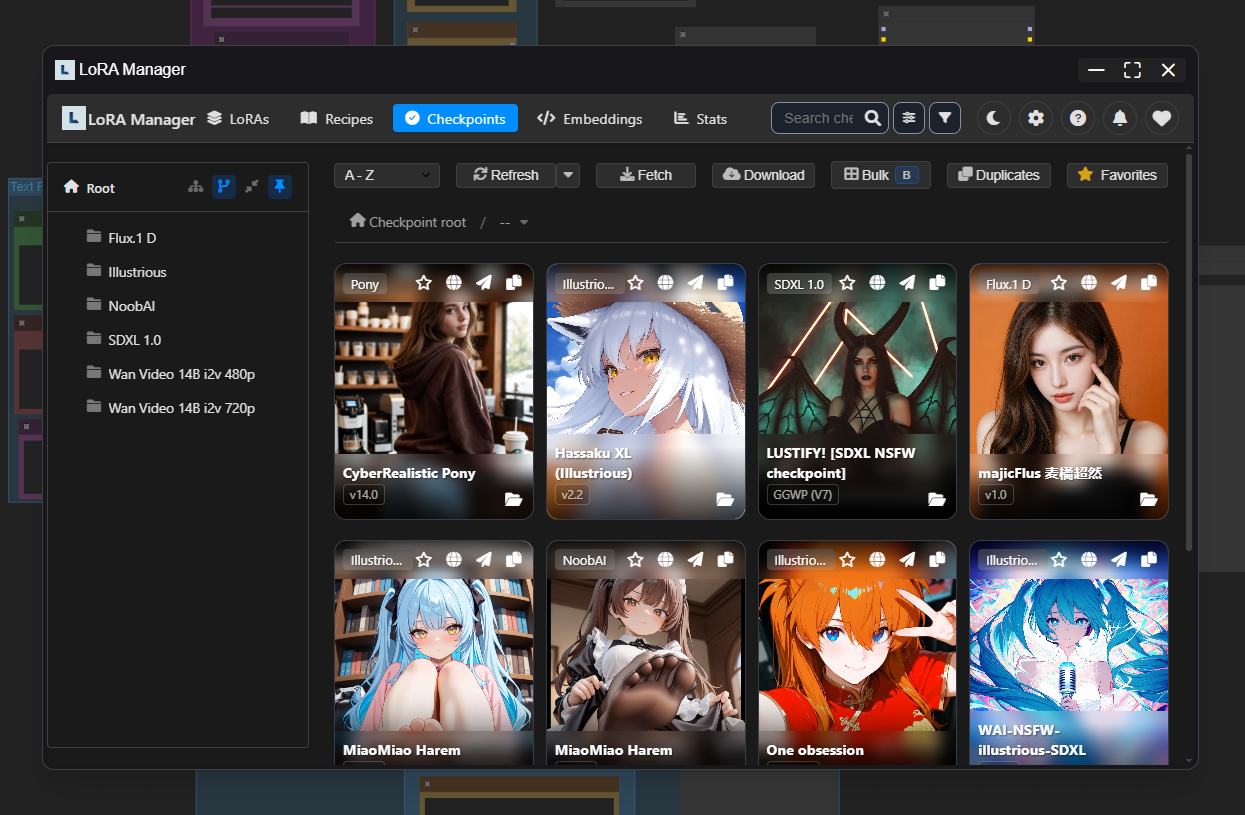 LoRA Manager
L LoRA Manager
LoRAs
Recipes
Checkpoints
Embeddings
Stats
Search che
Root
A - Z
Refresh
Fetch
Download
Bulk B
Duplicates
Favorites
Checkpoint root / --
Flux.1 D
Illustrious
NoobAI
SDXL 1.0
Wan Video 14B i2v 480p
Wan Video 14B i2v 720p
Pony
CyberRealistic Pony
v14.0
Illustrio...
Hassaku XL
(Illustrious)
v2.2
SDXL 1.0
LUSTIFY! [SDXL NSFW
checkpoint]
GGWP (V7)
Flux.1 D
majicFlus 麦橘超然
v1.0
Illustrio...
MiaoMiao Harem
NoobAI
MiaoMiao Harem
Illustrio...
One obsession
Illustrio...
WAI-NSFW-
illustrious-SDXL